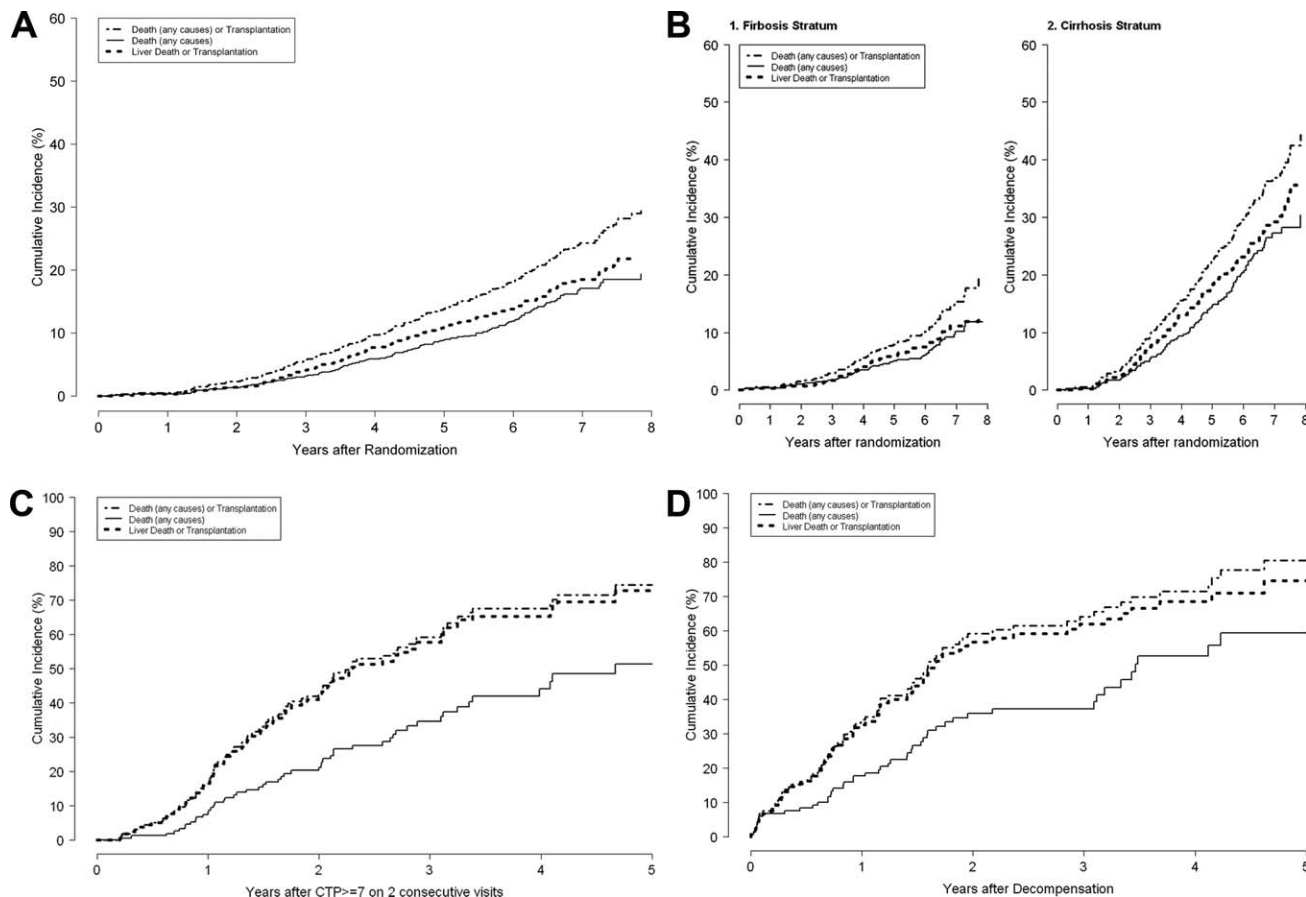 A
Death (any causes) or Transplantation
Death (any causes)
Liver Death or Transplantation
Cumulative Incidence (%)
60
50
40
30
20
10
0
0 1 2 3 4 5 6 7 8
Years after Randomization
B
1. Firbosis Stratum
Death (any causes) or Transplantation
Death (any causes)
Liver Death or Transplantation
Cumulative Incidence (%)
60
50
40
30
20
10
0
0 1 2 3 4 5 6 7 8
Years after randomization
2. Cirrhosis Stratum
Cumulative Incidence (%)
60
50
40
30
20
10
0
0 1 2 3 4 5 6 7 8
Years after randomization
C
Death (any causes) or Transplantation
Death (any causes)
Liver Death or Transplantation
Cumulative Incidence (%)
100
90
80
70
60
50
40
30
20
10
0
0 1 2 3 4 5
Years after CTP>=7 on 2 consecutive visits
D
Death (any causes) or Transplantation
Death (any causes)
Liver Death or Transplantation
Cumulative Incidence (%)
100
90
80
70
60
50
40
30
20
10
0
0 1 2 3 4 5
Years after Decompensation